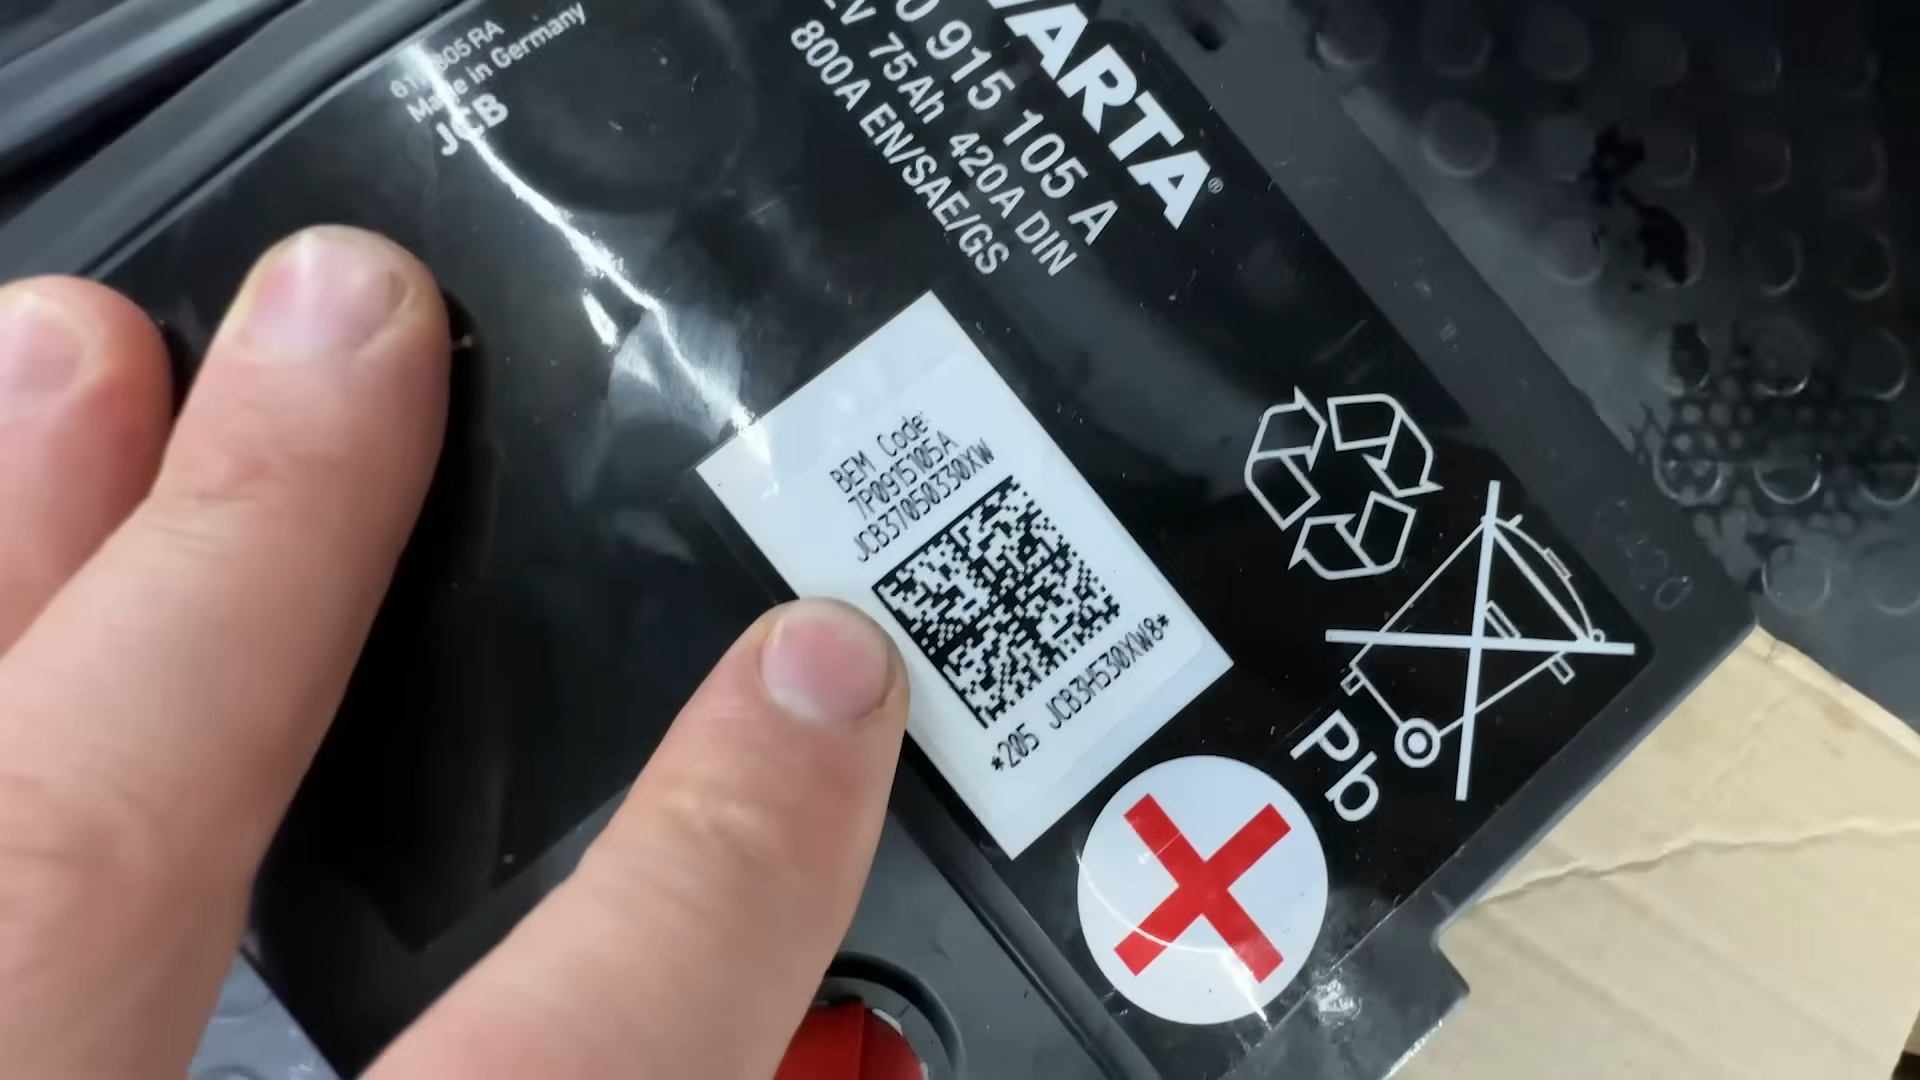 Made in Germany
JCB
VARTA®
0 915 105 A
75Ah 420A DIN
800A EN/SAE/GS
BEM Code:
7P0915105A
JCB37050330XW
*205 JCB3H530XW8*
Pb